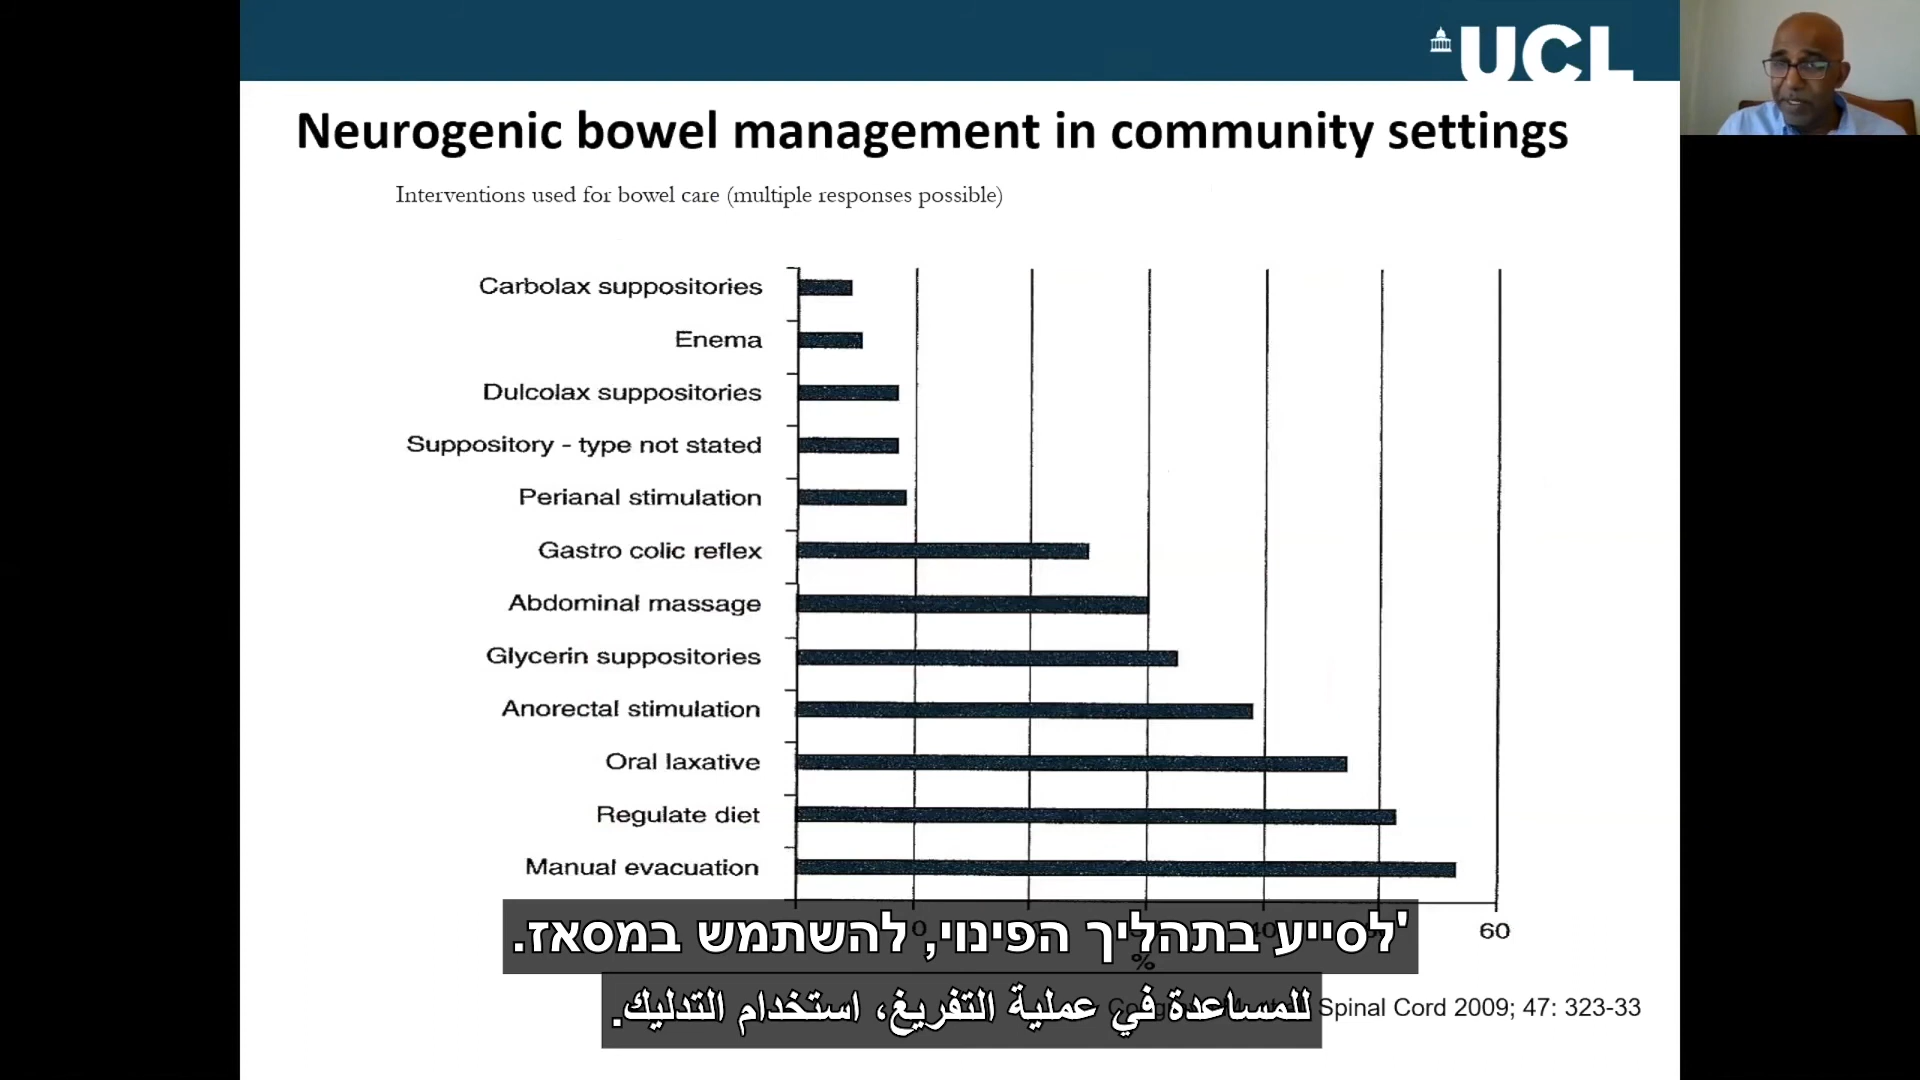 UCL
Neurogenic bowel management in community settings
Interventions used for bowel care (multiple responses possible)
Carbolax suppositories
Enema
Dulcolax suppositories
Suppository - type not stated
Perianal stimulation
Gastro colic reflex
Abdominal massage
Glycerin suppositories
Anorectal stimulation
Oral laxative
Regulate diet
Manual evacuation
60
%
'לסייע בתהליך הפינוי, להשתמש במסאז.
للمساعدة في عملية التفريغ، استخدام التدليك.
Spinal Cord 2009; 47: 323-33